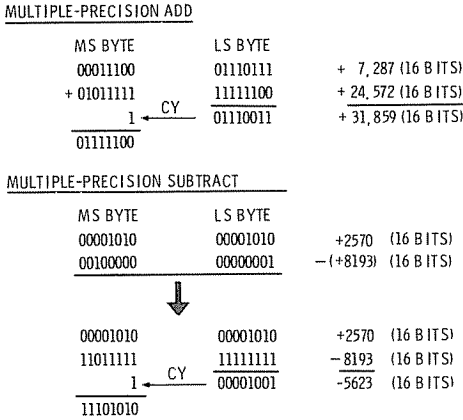 MULTIPLE-PRECISION ADD
MS BYTE LS BYTE
00011100 01110111 + 7,287 (16 BITS)
+ 01011111 11111100 + 24,572 (16 BITS)
1 CY 01110011 + 31,859 (16 BITS)
01111100
MULTIPLE-PRECISION SUBTRACT
MS BYTE LS BYTE
00001010 00001010 +2570 (16 BITS)
00100000 00000001 -(+8193) (16 BITS)
00001010 00001010 +2570 (16 BITS)
11011111 11111111 -8193 (16 BITS)
1 CY 00001001 -5623 (16 BITS)
11101010